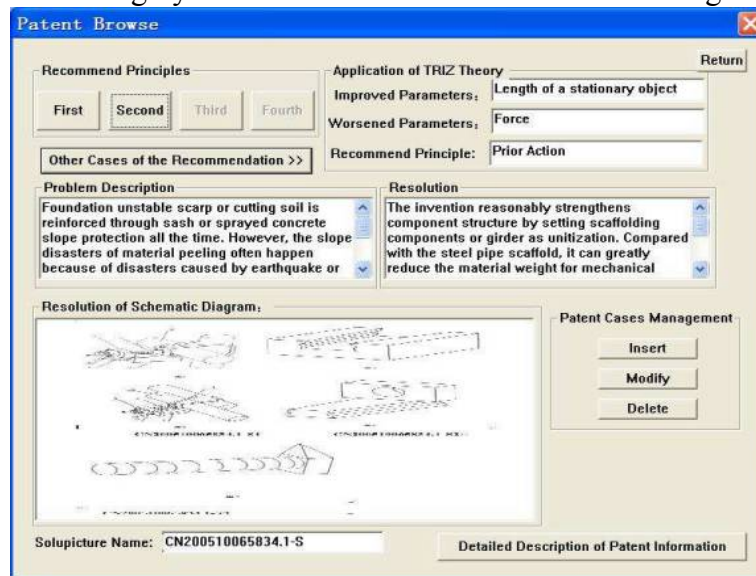 Patent Browse
Return
Recommend Principles
First Second Third Fourth
Other Cases of the Recommendation >>
Application of TRIZ Theory
Improved Parameters: Length of a stationary object
Worsened Parameters: Force
Recommend Principle: Prior Action
Problem Description
Foundation unstable scarp or cutting soil is
reinforced through sash or sprayed concrete
slope protection all the time. However, the slope
disasters of material peeling often happen
because of disasters caused by earthquake or
Resolution
The invention reasonably strengthens
component structure by setting scaffolding
components or girder as unitization. Compared
with the steel pipe scaffold, it can greatly
reduce the material weight for mechanical
Resolution of Schematic Diagram:
Patent Cases Management
Insert
Modify
Delete
Solupicture Name: CN200510065834.1-S
Detailed Description of Patent Information